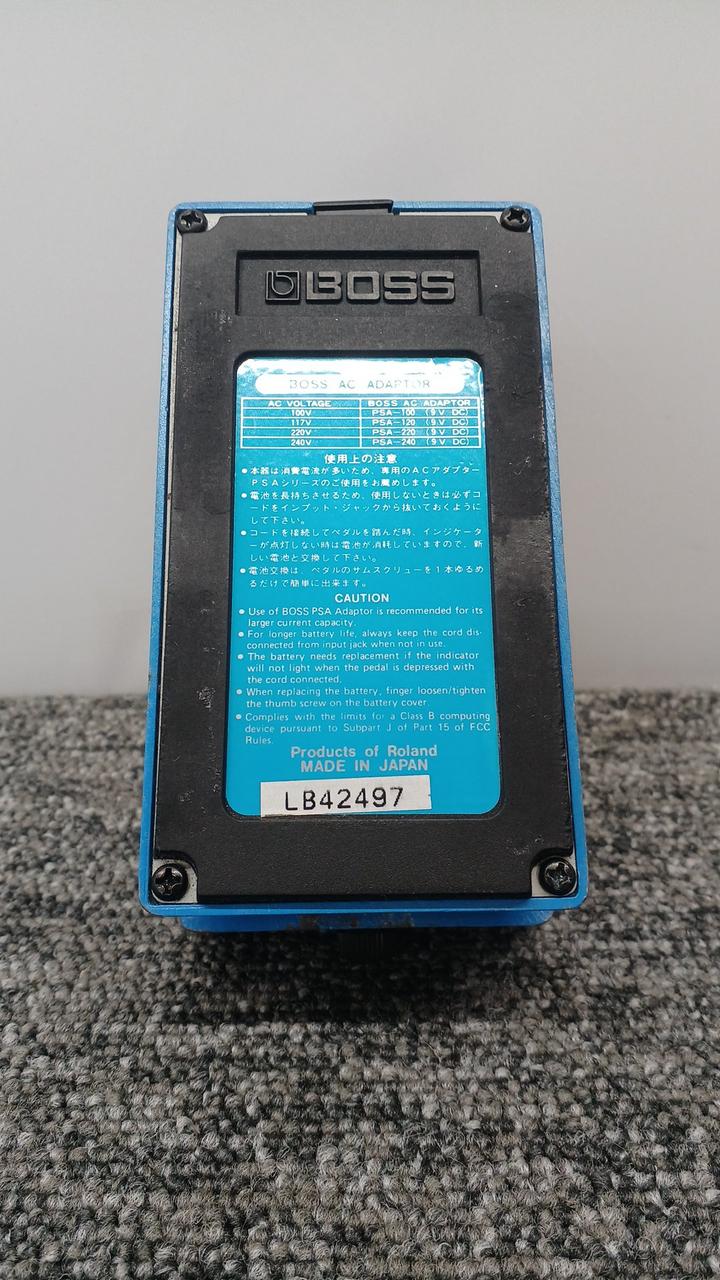 BOSS
BOSS AC ADAPTOR
AC VOLTAGE BOSS AC ADAPTOR
100V PSA-100 (9V DC)
117V PSA-120 (9V DC)
220V PSA-220 (9V DC)
240V PSA-240 (9V DC)
使用上の注意
●本器は消費電流が多いため、専用のACアダプター
PSAシリーズのご使用をお薦めします。
●電池を長持ちさせるため、使用しないときは必ずコ
ードをインプット・ジャックから抜いておくように
して下さい。
●コードを接続してペダルを踏んだ時、インジケータ
ーが点灯しない時は電池が消耗していますので、新
しい電池と交換して下さい。
●電池交換は、ペダルのサムスクリューを1本ゆるめ
るだけで簡単に出来ます。
CAUTION
● Use of BOSS PSA Adaptor is recommended for its
larger current capacity.
● For longer battery life, always keep the cord dis-
connected from input jack when not in use.
● The battery needs replacement if the indicator
will not light when the pedal is depressed with
the cord connected.
● When replacing the battery, finger loosen/tighten
the thumb screw on the battery cover.
● Complies with the limits for a Class B computing
device pursuant to Subpart J of Part 15 of FCC
Rules.
Products of Roland
MADE IN JAPAN
LB42497